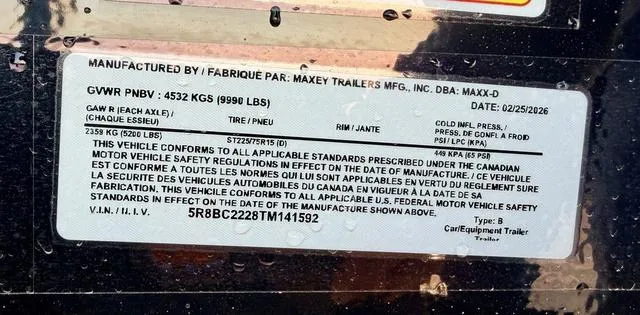 MANUFACTURED BY / FABRIQUÉ PAR: MAXEY TRAILERS MFG., INC. DBA: MAXX-D
GVWR PNBV : 4532 KGS (9990 LBS)
DATE: 02/25/2026
GAW R (EACH AXLE) / (CHAQUE ESSIEU)
TIRE / PNEU
RIM / JANTE
COLD INFL. PRESS. / PRESS. DE GONFL A FROID PSI / LPC (KPA)
2359 KG (5200 LBS)
ST225/75R15 (D)
449 KPA (65 PSI)
THIS VEHICLE CONFORMS TO ALL APPLICABLE STANDARDS PRESCRIBED UNDER THE CANADIAN
MOTOR VEHICLE SAFETY REGULATIONS IN EFFECT ON THE DATE OF MANUFACTURE. / CE VEHICULE
EST CONFORME A TOUTES LES NORMES QUI LUI SONT APPLICABLES EN VERTU DU REGLEMENT SURE
LA SECURITE DES VEHICULES AUTOMOBILES DU CANADA EN VIGUEUR À LA DATE DE SA
FABRICATION. THIS VEHICLE CONFORMS TO ALL APPLICABLE U.S. FEDERAL MOTOR VEHICLE SAFETY
STANDARDS IN EFFECT ON THE DATE OF THE MANUFACTURE SHOWN ABOVE.
V.I.N / N. I. V. 5R8BC2228TM141592
Type: B
Car/Equipment Trailer
Trailer